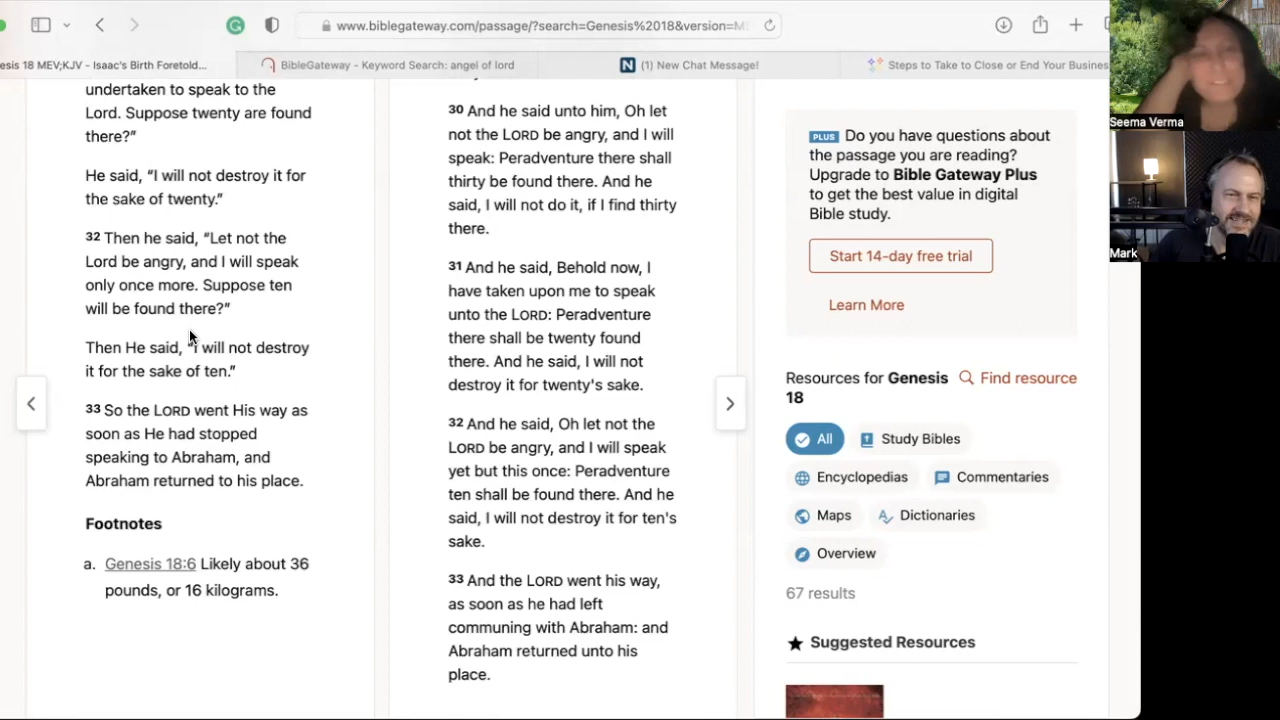 www.biblegateway.com/passage/?search=Genesis%2018&version=M
esis 18 MEV;KJV - Isaac's Birth Foretold...
BibleGateway - Keyword Search: angel of lord
(1) New Chat Message!
Steps to Take to Close or End Your Busines
undertaken to speak to the
Lord. Suppose twenty are found
there?”
He said, “I will not destroy it for
the sake of twenty.”
32 Then he said, “Let not the
Lord be angry, and I will speak
only once more. Suppose ten
will be found there?”
Then He said, “I will not destroy
it for the sake of ten.”
33 So the LORD went His way as
soon as He had stopped
speaking to Abraham, and
Abraham returned to his place.
Footnotes
a. Genesis 18:6 Likely about 36
pounds, or 16 kilograms.
30 And he said unto him, Oh let
not the LORD be angry, and I will
speak: Peradventure there shall
thirty be found there. And he
said, I will not do it, if I find thirty
there.
31 And he said, Behold now, I
have taken upon me to speak
unto the LORD: Peradventure
there shall be twenty found
there. And he said, I will not
destroy it for twenty's sake.
32 And he said, Oh let not the
LORD be angry, and I will speak
yet but this once: Peradventure
ten shall be found there. And he
said, I will not destroy it for ten's
sake.
33 And the LORD went his way,
as soon as he had left
communing with Abraham: and
Abraham returned unto his
place.
PLUS Do you have questions about
the passage you are reading?
Upgrade to Bible Gateway Plus
to get the best value in digital
Bible study.
Start 14-day free trial
Learn More
Resources for Genesis
18
Find resource
All
Study Bibles
Encyclopedias
Commentaries
Maps
Dictionaries
Overview
67 results
Suggested Resources
Seema Verma
Mark